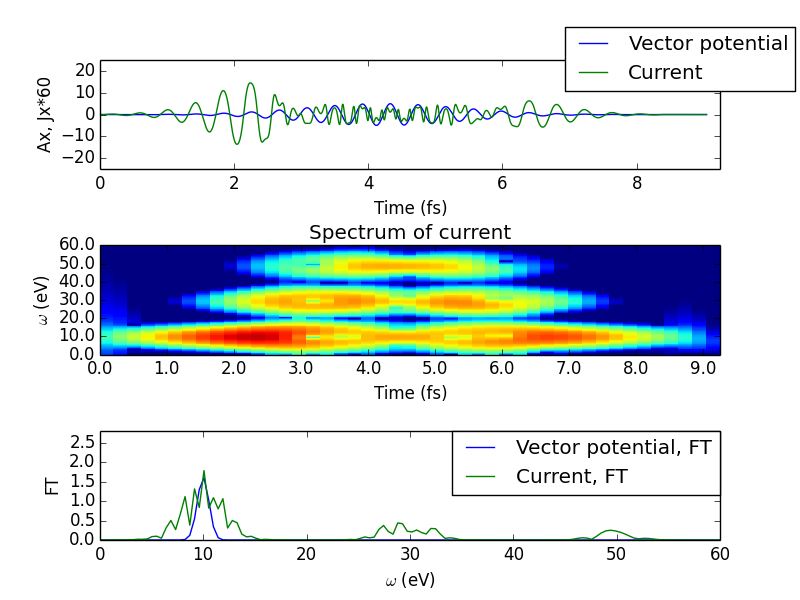 Vector potential
Current
Ax, Jx*60
20
10
0
−10
−20
0 2 4 6 8
Time (fs)
Spectrum of current
ω (eV)
60.0
50.0
40.0
30.0
20.0
10.0
0.0
0.0 1.0 2.0 3.0 4.0 5.0 6.0 7.0 8.0 9.0
Time (fs)
Vector potential, FT
Current, FT
FT
2.5
2.0
1.5
1.0
0.5
0.0
0 10 20 30 40 50 60
ω (eV)